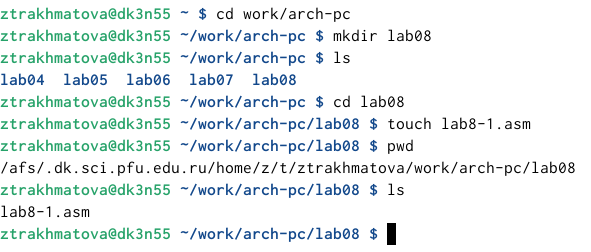 ztrakhmatova@dk3n55 ~ $ cd work/arch-pc
ztrakhmatova@dk3n55 ~/work/arch-pc $ mkdir lab08
ztrakhmatova@dk3n55 ~/work/arch-pc $ ls
lab04  lab05  lab06  lab07  lab08
ztrakhmatova@dk3n55 ~/work/arch-pc $ cd lab08
ztrakhmatova@dk3n55 ~/work/arch-pc/lab08 $ touch lab8-1.asm
ztrakhmatova@dk3n55 ~/work/arch-pc/lab08 $ pwd
/afs/.dk.sci.pfu.edu.ru/home/z/t/ztrakhmatova/work/arch-pc/lab08
ztrakhmatova@dk3n55 ~/work/arch-pc/lab08 $ ls
lab8-1.asm
ztrakhmatova@dk3n55 ~/work/arch-pc/lab08 $